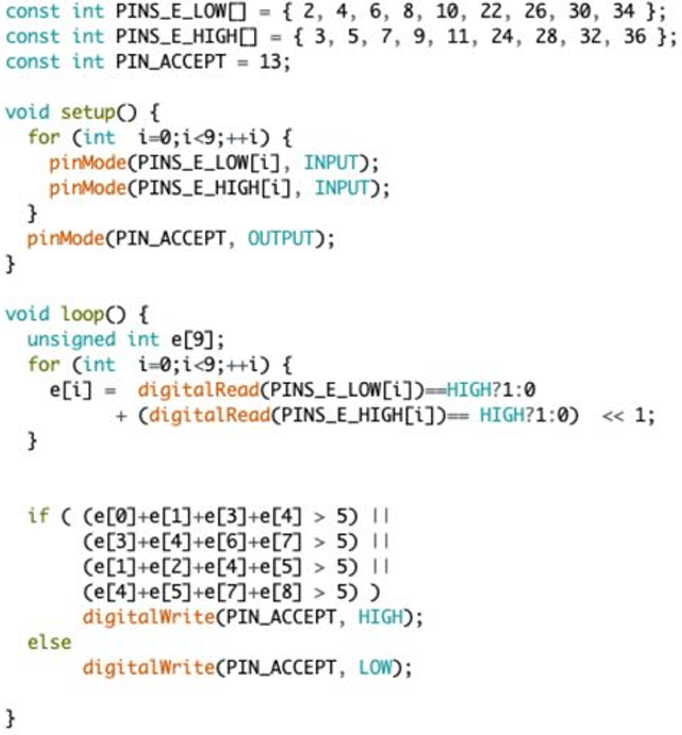 const int PINS_E_LOW[] = { 2, 4, 6, 8, 10, 22, 26, 30, 34 };
const int PINS_E_HIGH[] = { 3, 5, 7, 9, 11, 24, 28, 32, 36 };
const int PIN_ACCEPT = 13;

void setup() {
  for (int  i=0;i<9;++i) {
    pinMode(PINS_E_LOW[i], INPUT);
    pinMode(PINS_E_HIGH[i], INPUT);
  }
  pinMode(PIN_ACCEPT, OUTPUT);
}

void loop() {
  unsigned int e[9];
  for (int  i=0;i<9;++i) {
    e[i] =  digitalRead(PINS_E_LOW[i])==HIGH?1:0
          + (digitalRead(PINS_E_HIGH[i])== HIGH?1:0)  << 1;
  }

  if ( (e[0]+e[1]+e[3]+e[4] > 5) ||
       (e[3]+e[4]+e[6]+e[7] > 5) ||
       (e[1]+e[2]+e[4]+e[5] > 5) ||
       (e[4]+e[5]+e[7]+e[8] > 5) )
       digitalWrite(PIN_ACCEPT, HIGH);
  else
       digitalWrite(PIN_ACCEPT, LOW);

}